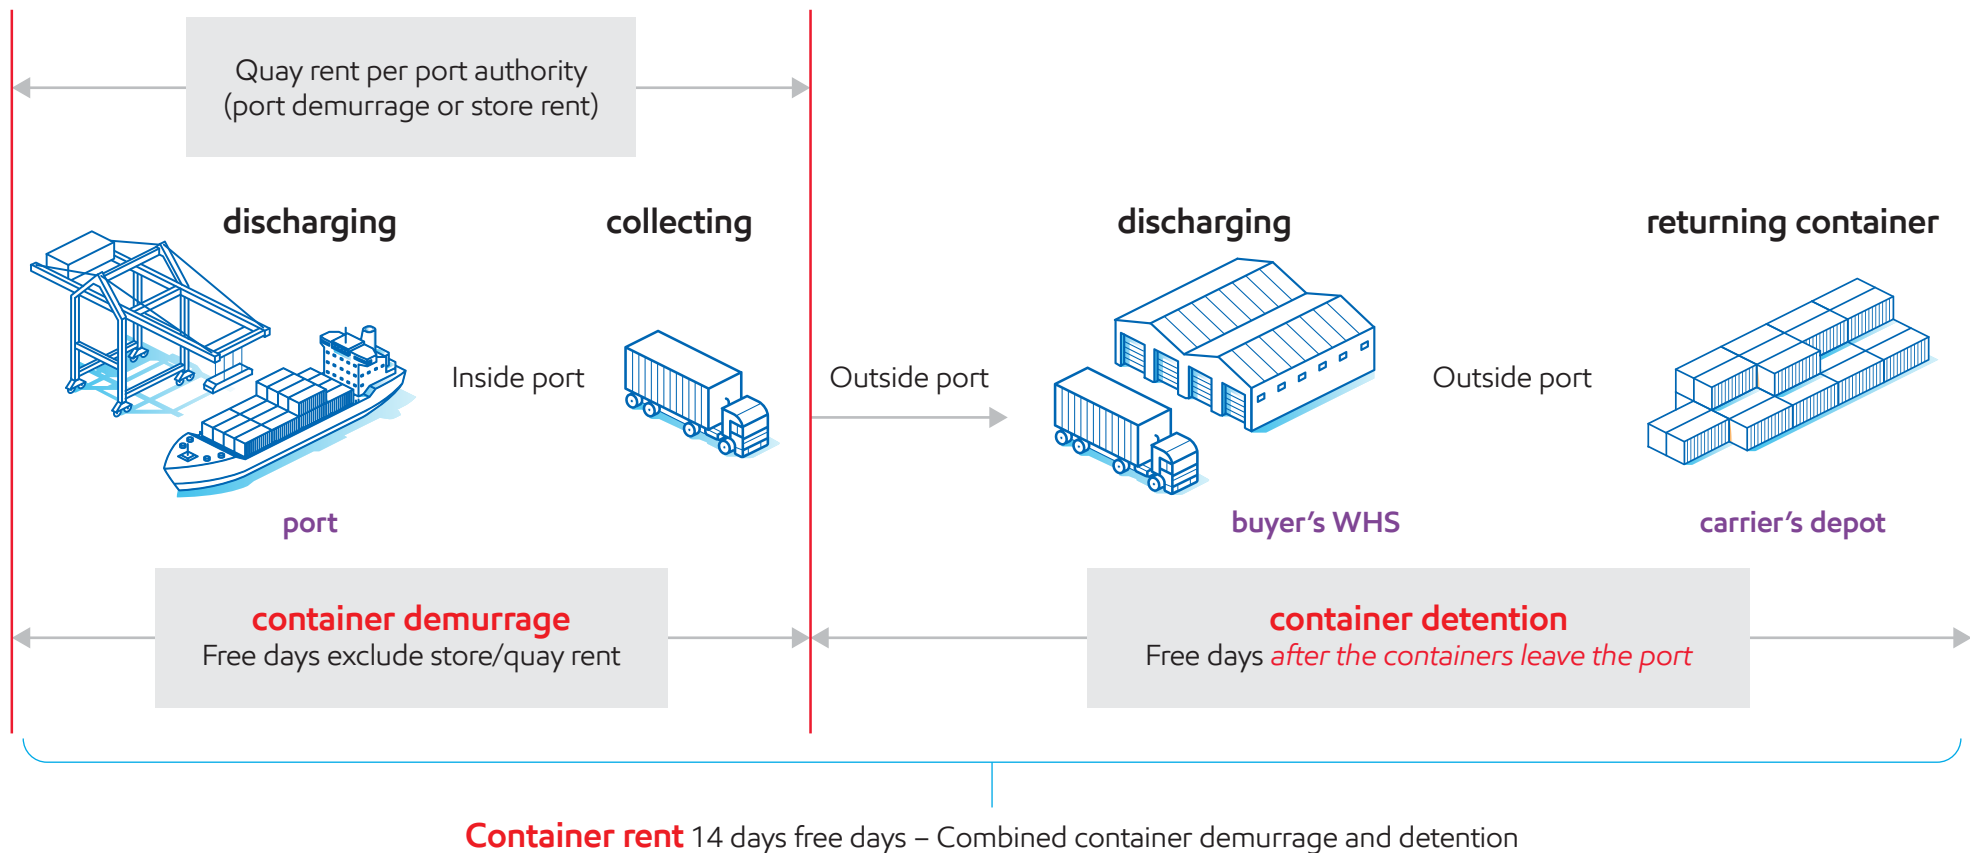 Quay rent per port authority
(port demurrage or store rent)
discharging
collecting
discharging
returning container
Inside port
Outside port
Outside port
port
buyer’s WHS
carrier’s depot
container demurrage
Free days exclude store/quay rent
container detention
Free days after the containers leave the port
Container rent 14 days free days – Combined container demurrage and detention